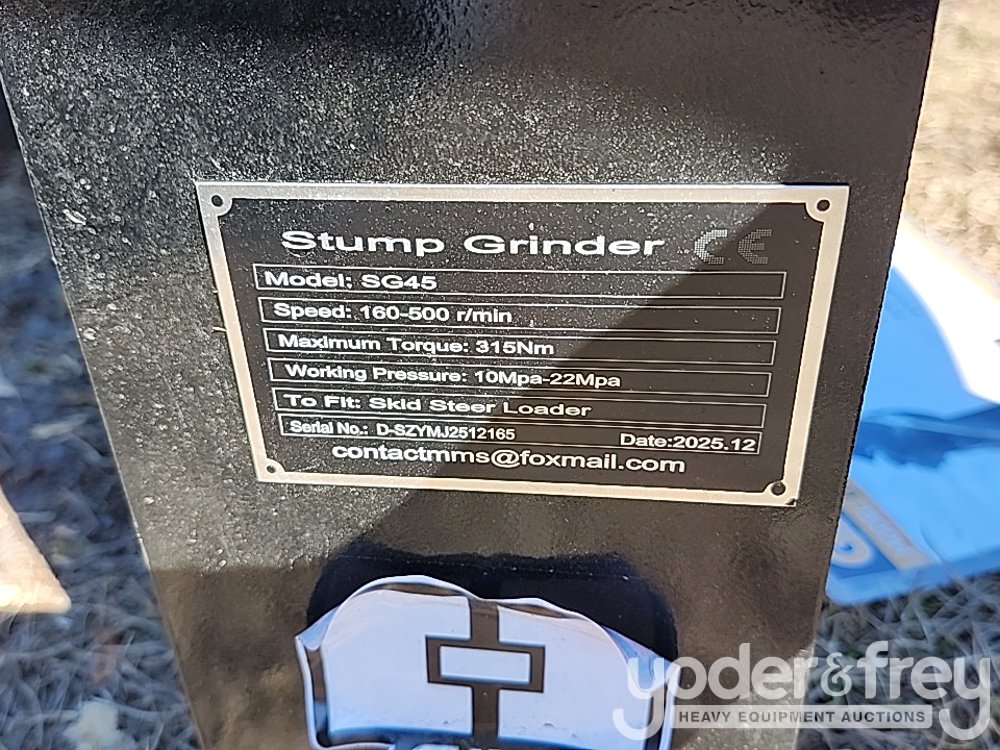 Stump Grinder CE
Model: SG45
Speed: 160-500 r/min
Maximum Torque: 315Nm
Working Pressure: 10Mpa-22Mpa
To Fit: Skid Steer Loader
Serial No.: D-SZYMJ2512165 Date:2025.12
contactmms@foxmail.com
yoder&frey
HEAVY EQUIPMENT AUCTIONS